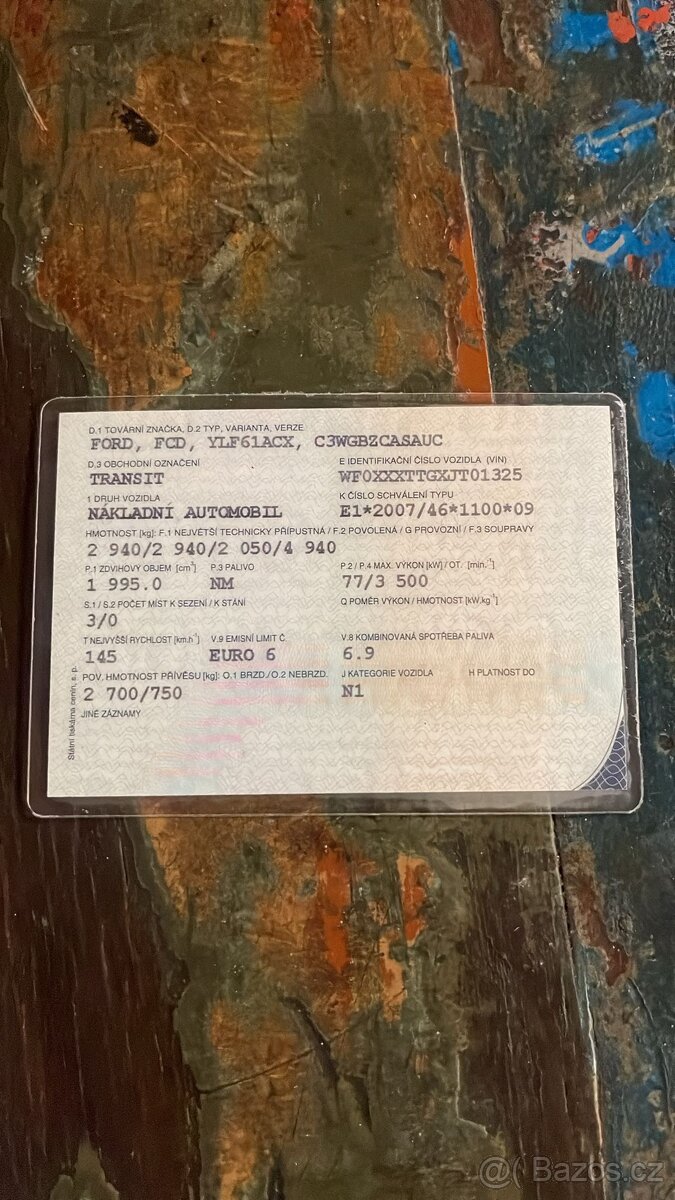 D.1 TOVÁRNÍ ZNAČKA, D.2 TYP, VARIANTA, VERZE
FORD, FCD, YLF61ACX, C3WGBZCASAUC
D.3 OBCHODNÍ OZNAČENÍ E IDENTIFIKAČNÍ ČÍSLO VOZIDLA (VIN)
TRANSIT WF0XXXTTGXJT01325
1 DRUH VOZIDLA K ČÍSLO SCHVÁLENÍ TYPU
NÁKLADNÍ AUTOMOBIL E1*2007/46*1100*09
HMOTNOST [kg]: F.1 NEJVĚTŠÍ TECHNICKY PŘÍPUSTNÁ / F.2 POVOLENÁ / G PROVOZNÍ / F.3 SOUPRAVY
2 940/2 940/2 050/4 940
P.1 ZDVIHOVÝ OBJEM [cm³] P.3 PALIVO P.2 / P.4 MAX. VÝKON [kW] / OT. [min.⁻¹]
1 995.0 NM 77/3 500
S.1 / S.2 POČET MÍST K SEZENÍ / K STÁNÍ Q POMĚR VÝKON / HMOTNOST [kW.kg⁻¹]
3/0
T NEJVYŠŠÍ RYCHLOST [km.h⁻¹] V.9 EMISNÍ LIMIT Č. V.8 KOMBINOVANÁ SPOTŘEBA PALIVA
145 EURO 6 6.9
POV. HMOTNOST PŘÍVĚSU [kg]: O.1 BRZD./O.2 NEBRZD. J KATEGORIE VOZIDLA H PLATNOST DO
2 700/750 N1
JINÉ ZÁZNAMY
Státní tiskárna cenin, s. p.
@( Bazos.cz